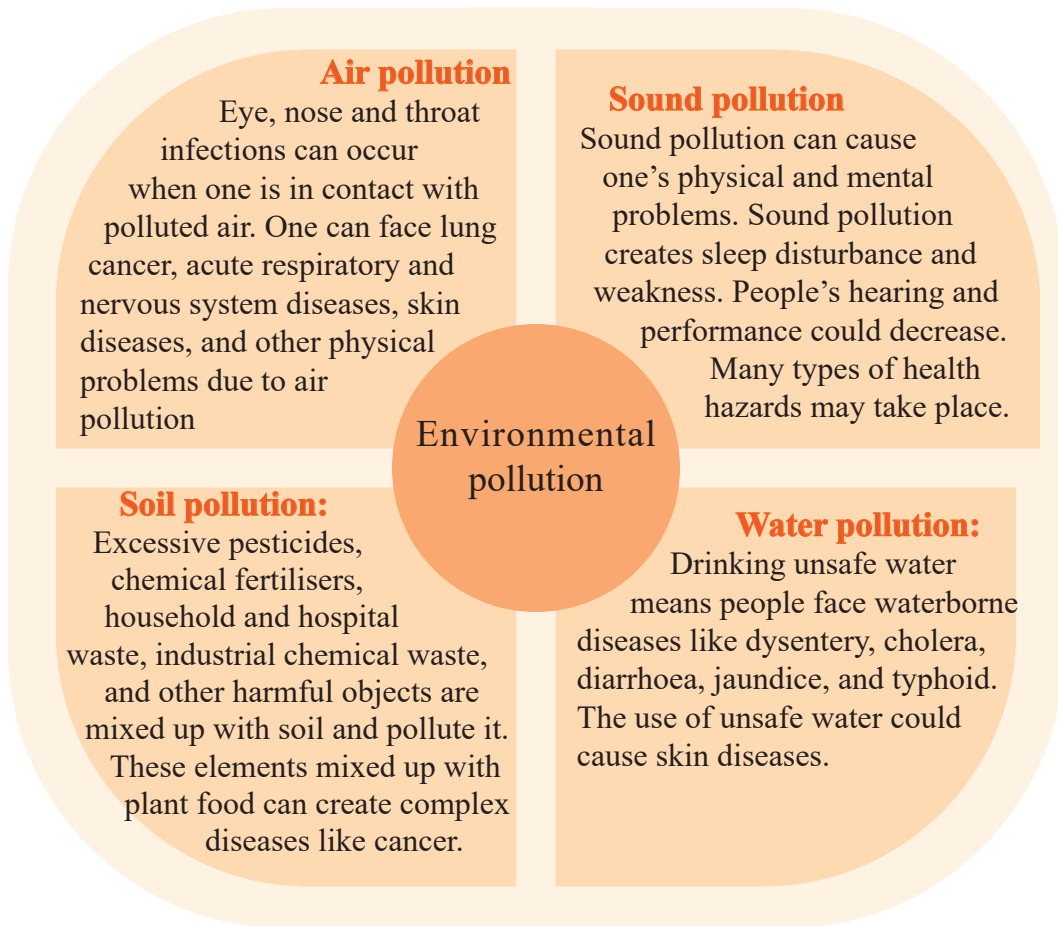 Air pollution
Eye, nose and throat
infections can occur
when one is in contact with
polluted air. One can face lung
cancer, acute respiratory and
nervous system diseases, skin
diseases, and other physical
problems due to air
pollution
Sound pollution
Sound pollution can cause
one's physical and mental
problems. Sound pollution
creates sleep disturbance and
weakness. People's hearing and
performance could decrease.
Many types of health
hazards may take place.
Environmental
pollution
Soil pollution:
Excessive pesticides,
chemical fertilisers,
household and hospital
waste, industrial chemical waste,
and other harmful objects are
mixed up with soil and pollute it.
These elements mixed up with
plant food can create complex
diseases like cancer.
Water pollution:
Drinking unsafe water
means people face waterborne
diseases like dysentery, cholera,
diarrhoea, jaundice, and typhoid.
The use of unsafe water could
cause skin diseases.